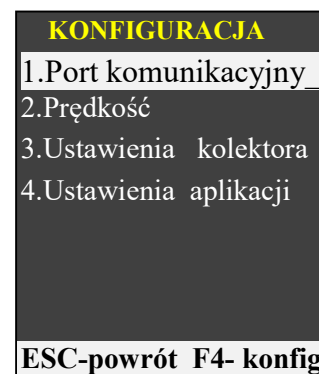 KONFIGURACJA
1.Port komunikacyjny_
2.Prędkość
3.Ustawienia kolektora
4.Ustawienia aplikacji
ESC-powrót F4- konfig